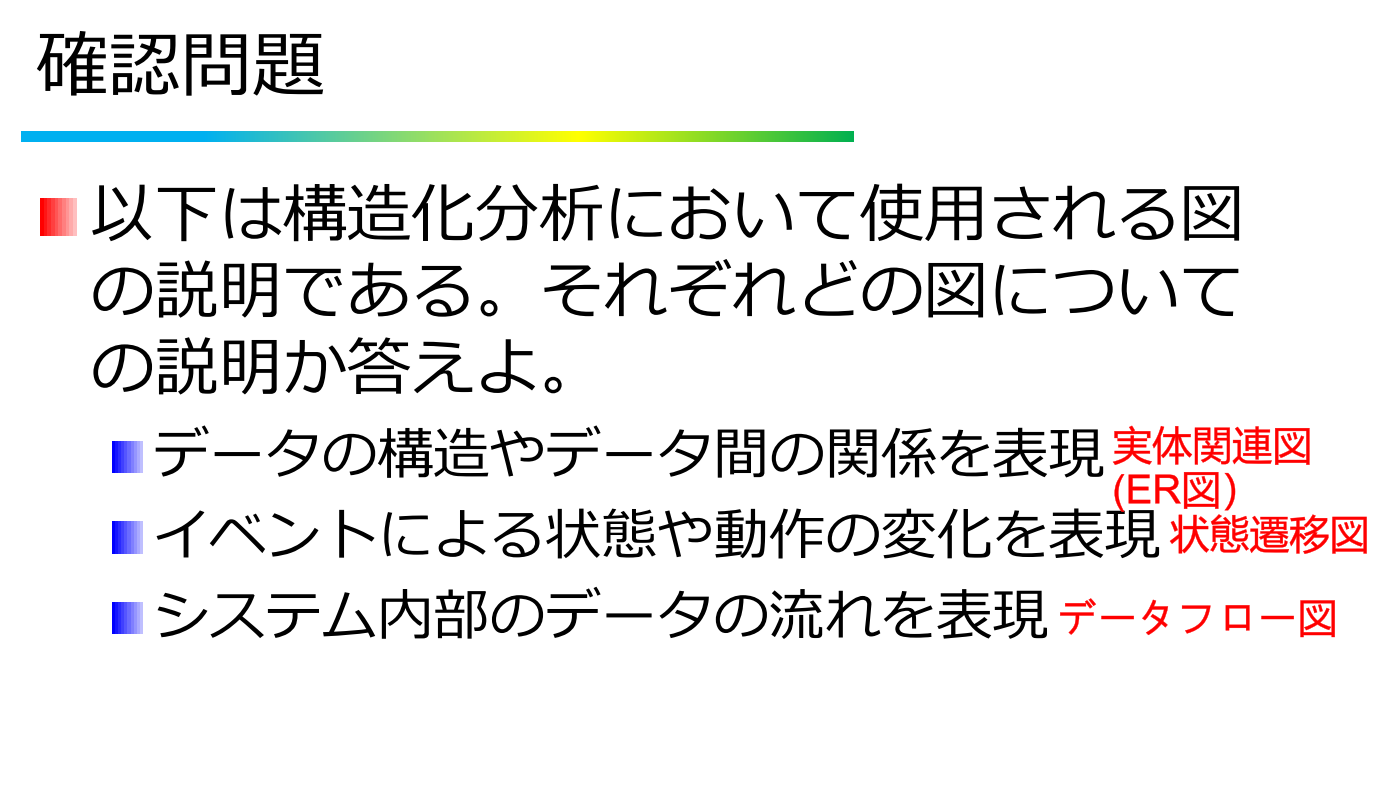 確認問題
以下は構造化分析において使用される図
の説明である。それぞれどの図について
の説明か答えよ。
データの構造やデータ間の関係を表現
実体関連図
(ER図)
イベントによる状態や動作の変化を表現
状態遷移図
システム内部のデータの流れを表現
データフロー図